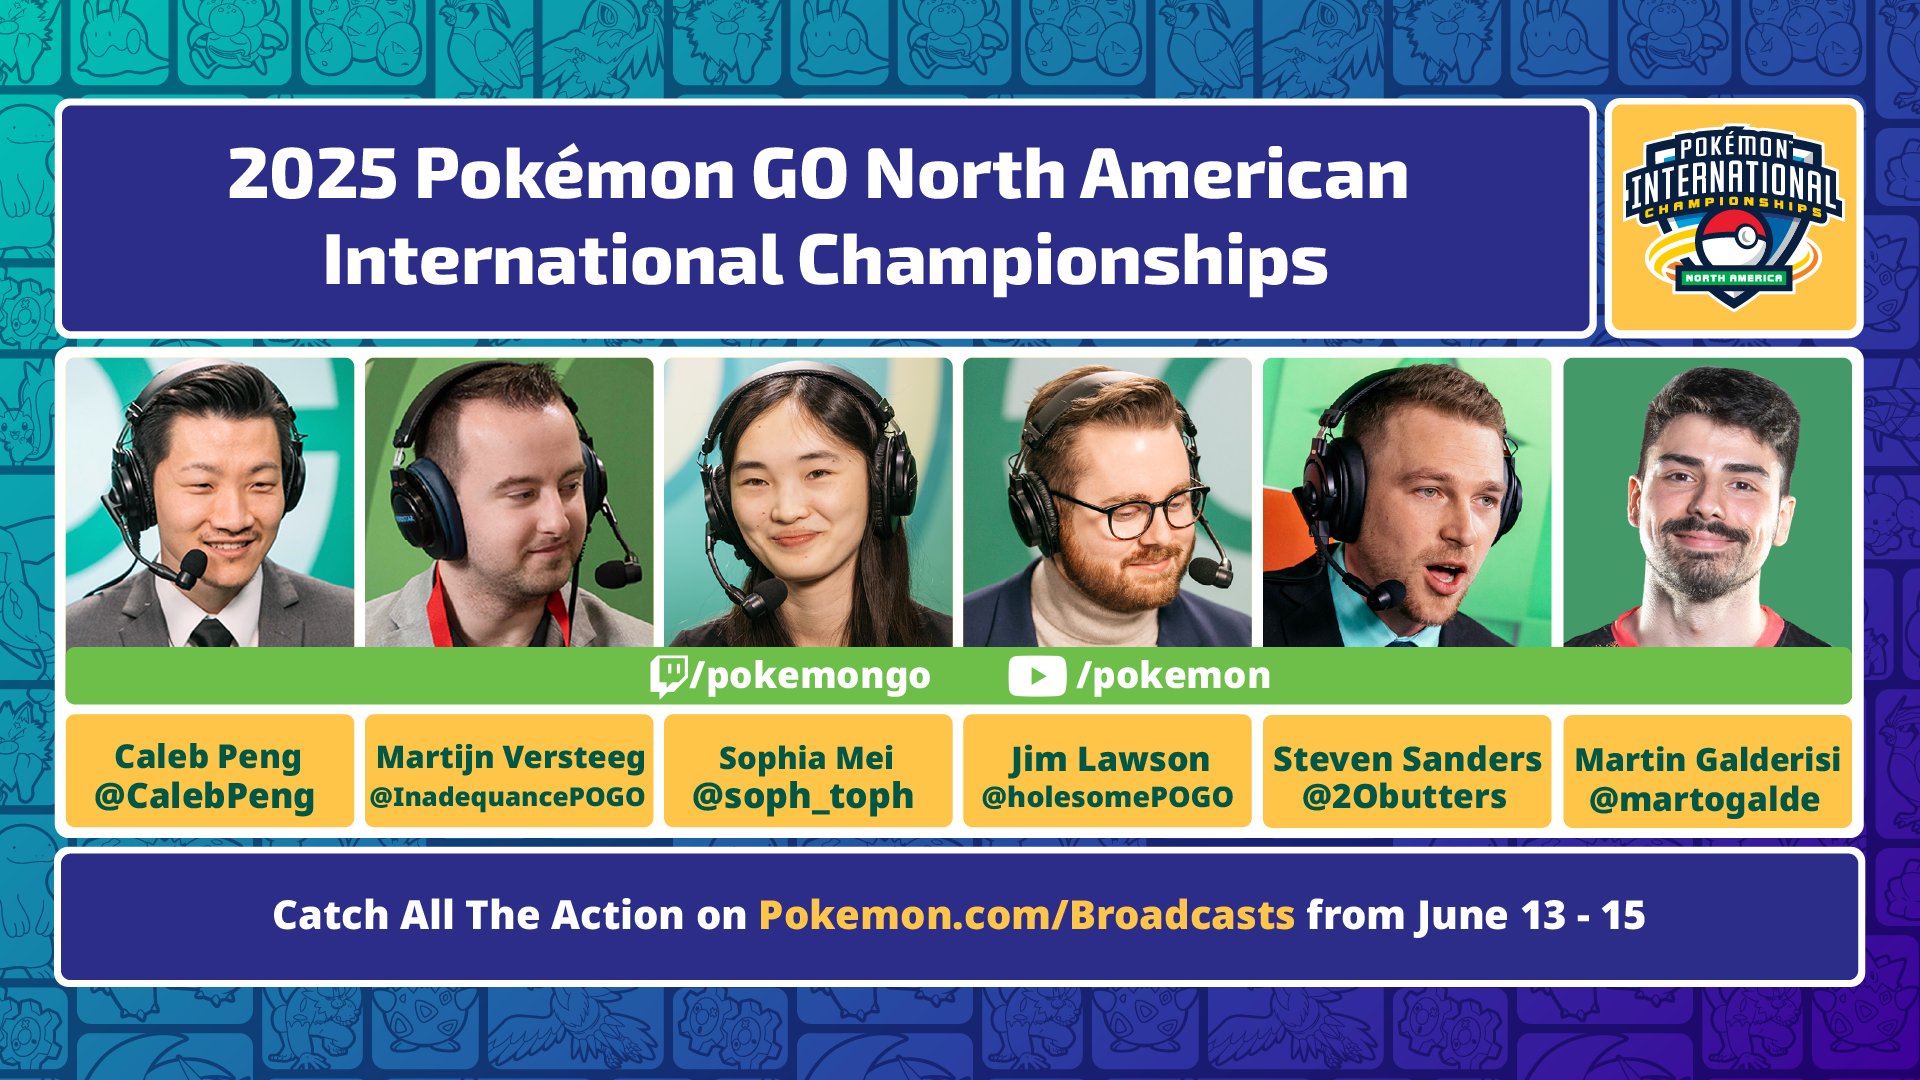 2025 Pokémon GO North American
International Championships
POKÉMON
INTERNATIONAL
CHAMPIONSHIPS
NORTH AMERICA
/pokemongo
/pokemon
Caleb Peng
@CalebPeng
Martijn Versteeg
@InadequancePOGO
Sophia Mei
@soph_toph
Jim Lawson
@holesomePOGO
Steven Sanders
@2Obutters
Martin Galderisi
@martogalde
Catch All The Action on Pokemon.com/Broadcasts from June 13 - 15